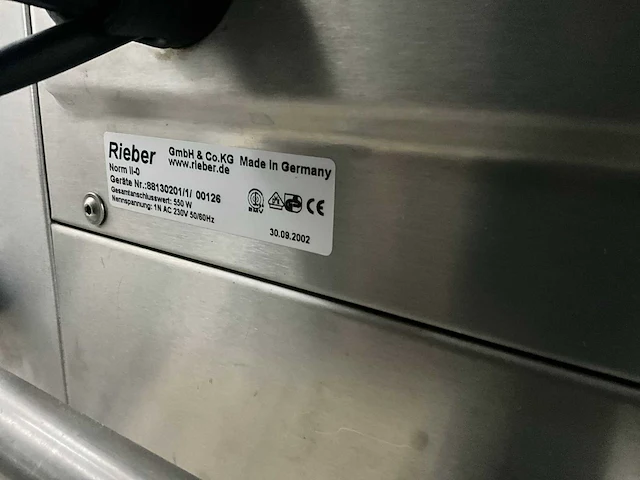 Rieber GmbH & Co.KG Made in Germany
www.rieber.de
Norm II-0
Geräte Nr.:88130201/1/ 00126
Gesamtanschlusswert: 550 W
Nennspannung: 1N AC 230V 50/60Hz
CE
30.09.2002